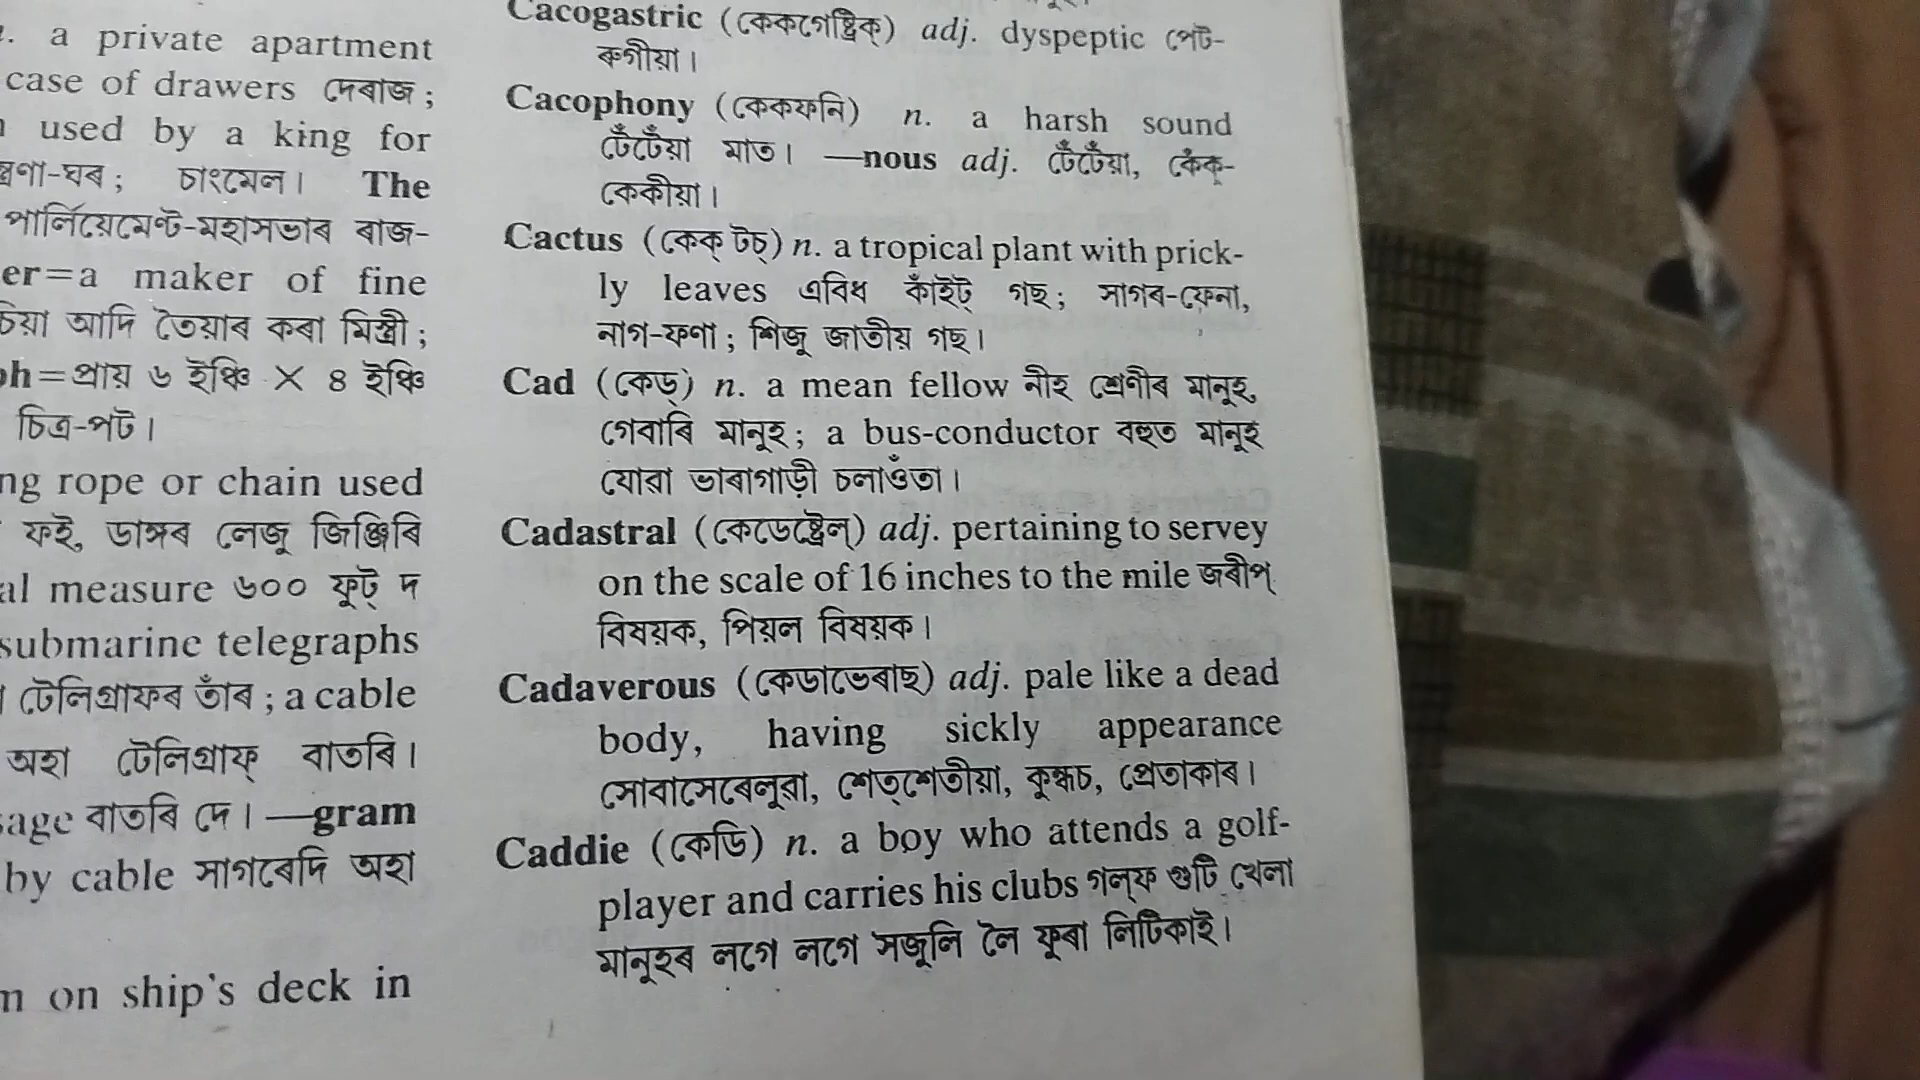 . a private apartment
case of drawers দেৰাজ ;
used by a king for
ণা-ঘৰ ; চাংমেল। The
পাৰ্লিয়েমেণ্ট-মহাসভাৰ ৰাজ-
er=a maker of fine
চিয়া আদি তৈয়াৰ কৰা মিস্ত্ৰী ;
ph=প্ৰায় ৬ ইঞ্চি × ৪ ইঞ্চি
চিত্ৰ-পট।
ng rope or chain used
ফই, ডাঙ্গৰ লেজু জিঞ্জিৰি
al measure ৬০০ ফূট্ দ
submarine telegraphs
টেলিগ্ৰাফৰ তাঁৰ ; a cable
অহা টেলিগ্ৰাফ্ বাতৰি।
sage বাতৰি দে। —gram
by cable সাগৰেদি অহা
n on ship's deck in
Cacogastric (কেকগেষ্ট্ৰিক্) adj. dyspeptic পেট-
ৰুগীয়া।
Cacophony (কেকফনি) n. a harsh sound
টেঁটেঁয়া মাত। —nous adj. টেঁটেঁয়া, কেঁক্-
কেকীয়া।
Cactus (কেক্ টচ্) n. a tropical plant with prick-
ly leaves এবিধ কাঁইট্ গছ ; সাগৰ-ফেনা,
নাগ-ফণা ; শিজু জাতীয় গছ।
Cad (কেড্) n. a mean fellow নীহ শ্ৰেণীৰ মানুহ,
গেবাৰি মানুহ ; a bus-conductor বহুত মানুহ
যোৱা ভাৰাগাড়ী চলাওঁতা।
Cadastral (কেডেষ্ট্ৰেল্) adj. pertaining to servey
on the scale of 16 inches to the mile জৰীপ্
বিষয়ক, পিয়ল বিষয়ক।
Cadaverous (কেডাভেৰাছ্) adj. pale like a dead
body, having sickly appearance
সোবাসেৰেলুৱা, শেত্শেতীয়া, কূন্ধচ, প্ৰেতাকাৰ।
Caddie (কেডি) n. a boy who attends a golf-
player and carries his clubs গল্ফ গুটি খেলা
মানুহৰ লগে লগে সজুলি লৈ ফূৰা লিটিকাই।